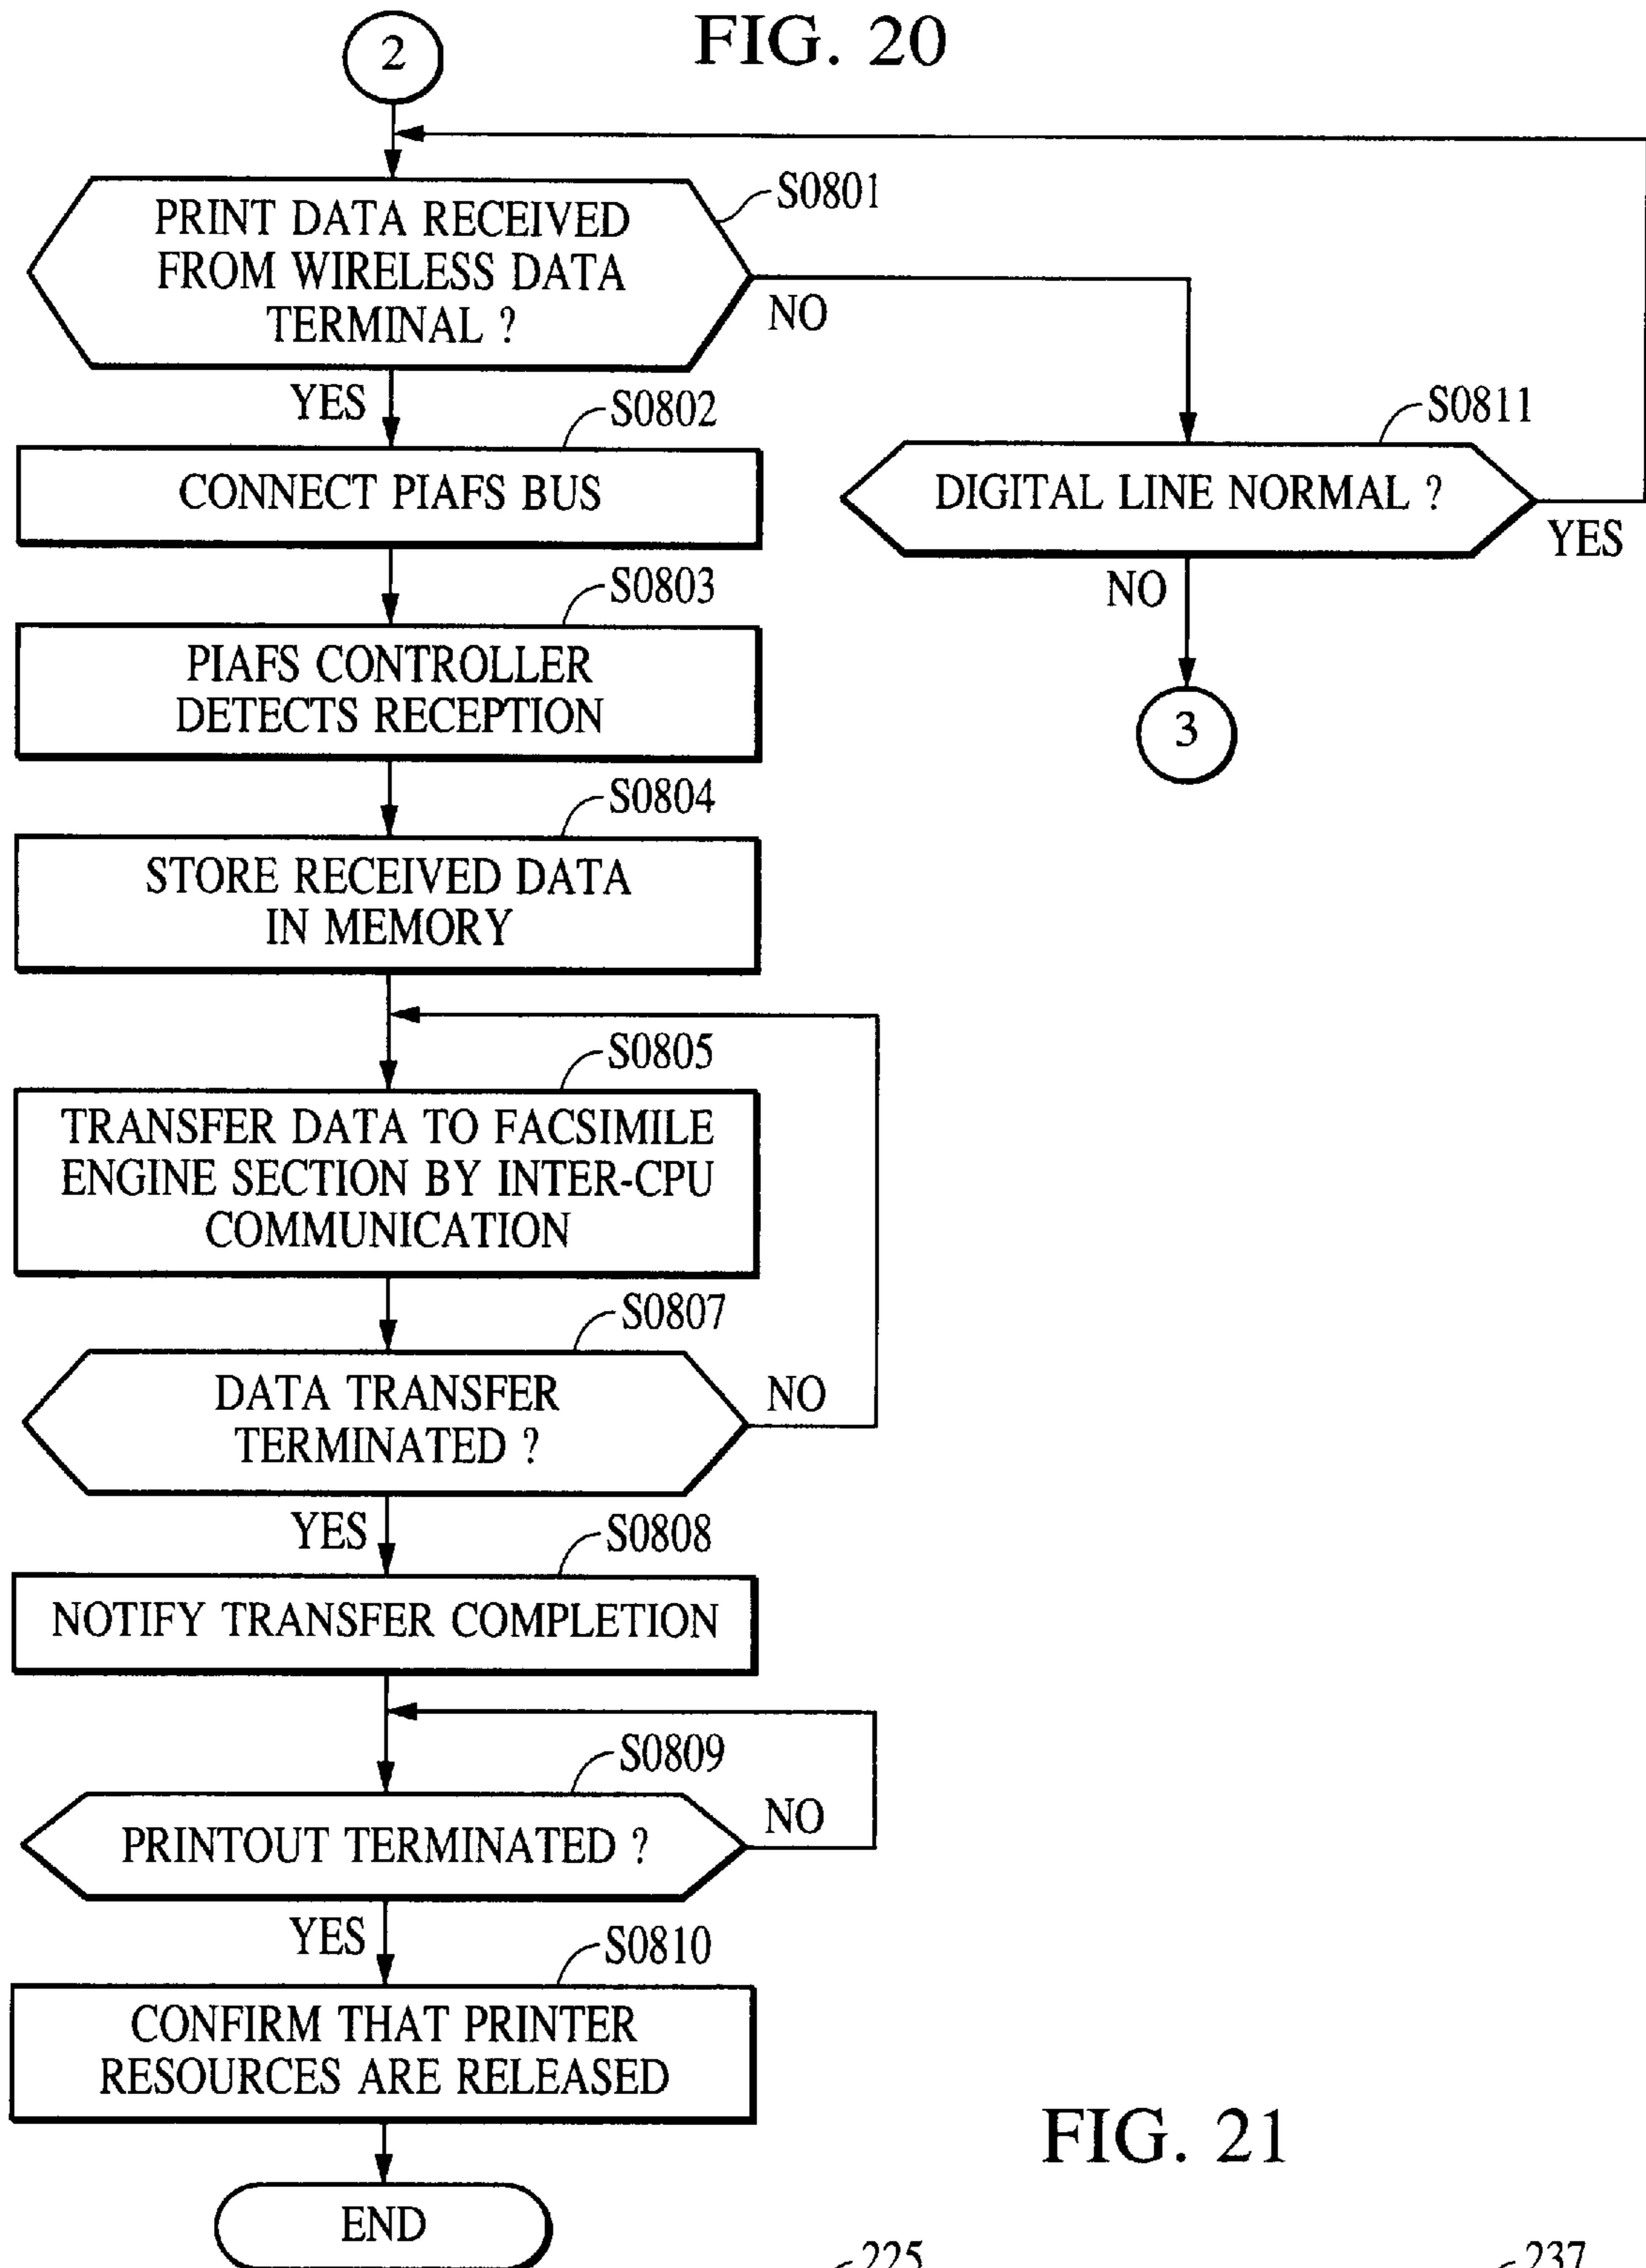 FIG. 20
2
PRINT DATA RECEIVED
FROM WIRELESS DATA
TERMINAL ?
S0801
NO
YES
S0802
CONNECT PIAFS BUS
S0811
DIGITAL LINE NORMAL ?
YES
NO
3
S0803
PIAFS CONTROLLER
DETECTS RECEPTION
S0804
STORE RECEIVED DATA
IN MEMORY
S0805
TRANSFER DATA TO FACSIMILE
ENGINE SECTION BY INTER-CPU
COMMUNICATION
S0807
DATA TRANSFER
TERMINATED ?
NO
YES
S0808
NOTIFY TRANSFER COMPLETION
S0809
PRINTOUT TERMINATED ?
NO
YES
S0810
CONFIRM THAT PRINTER
RESOURCES ARE RELEASED
END
FIG. 21
225
237